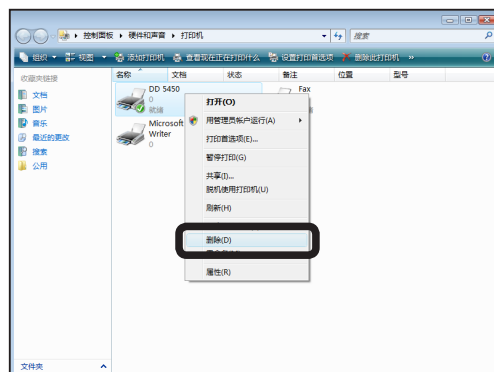 控制面板 ▸ 硬件和声音 ▸ 打印机
搜索
组织 视图 添加打印机 查看现在正在打印什么 设置打印首选项 删除此打印机 »
收藏夹链接
文档
图片
音乐
最近的更改
搜索
公用
文件夹
名称 文档 状态 备注 位置 型号
DD 5450
0
就绪
Fax
Microsoft
Writer
0
打开(O)
用管理员帐户运行(A)
打印首选项(E)...
暂停打印(G)
共享(I)...
脱机使用打印机(U)
刷新(H)
删除(D)
属性(R)